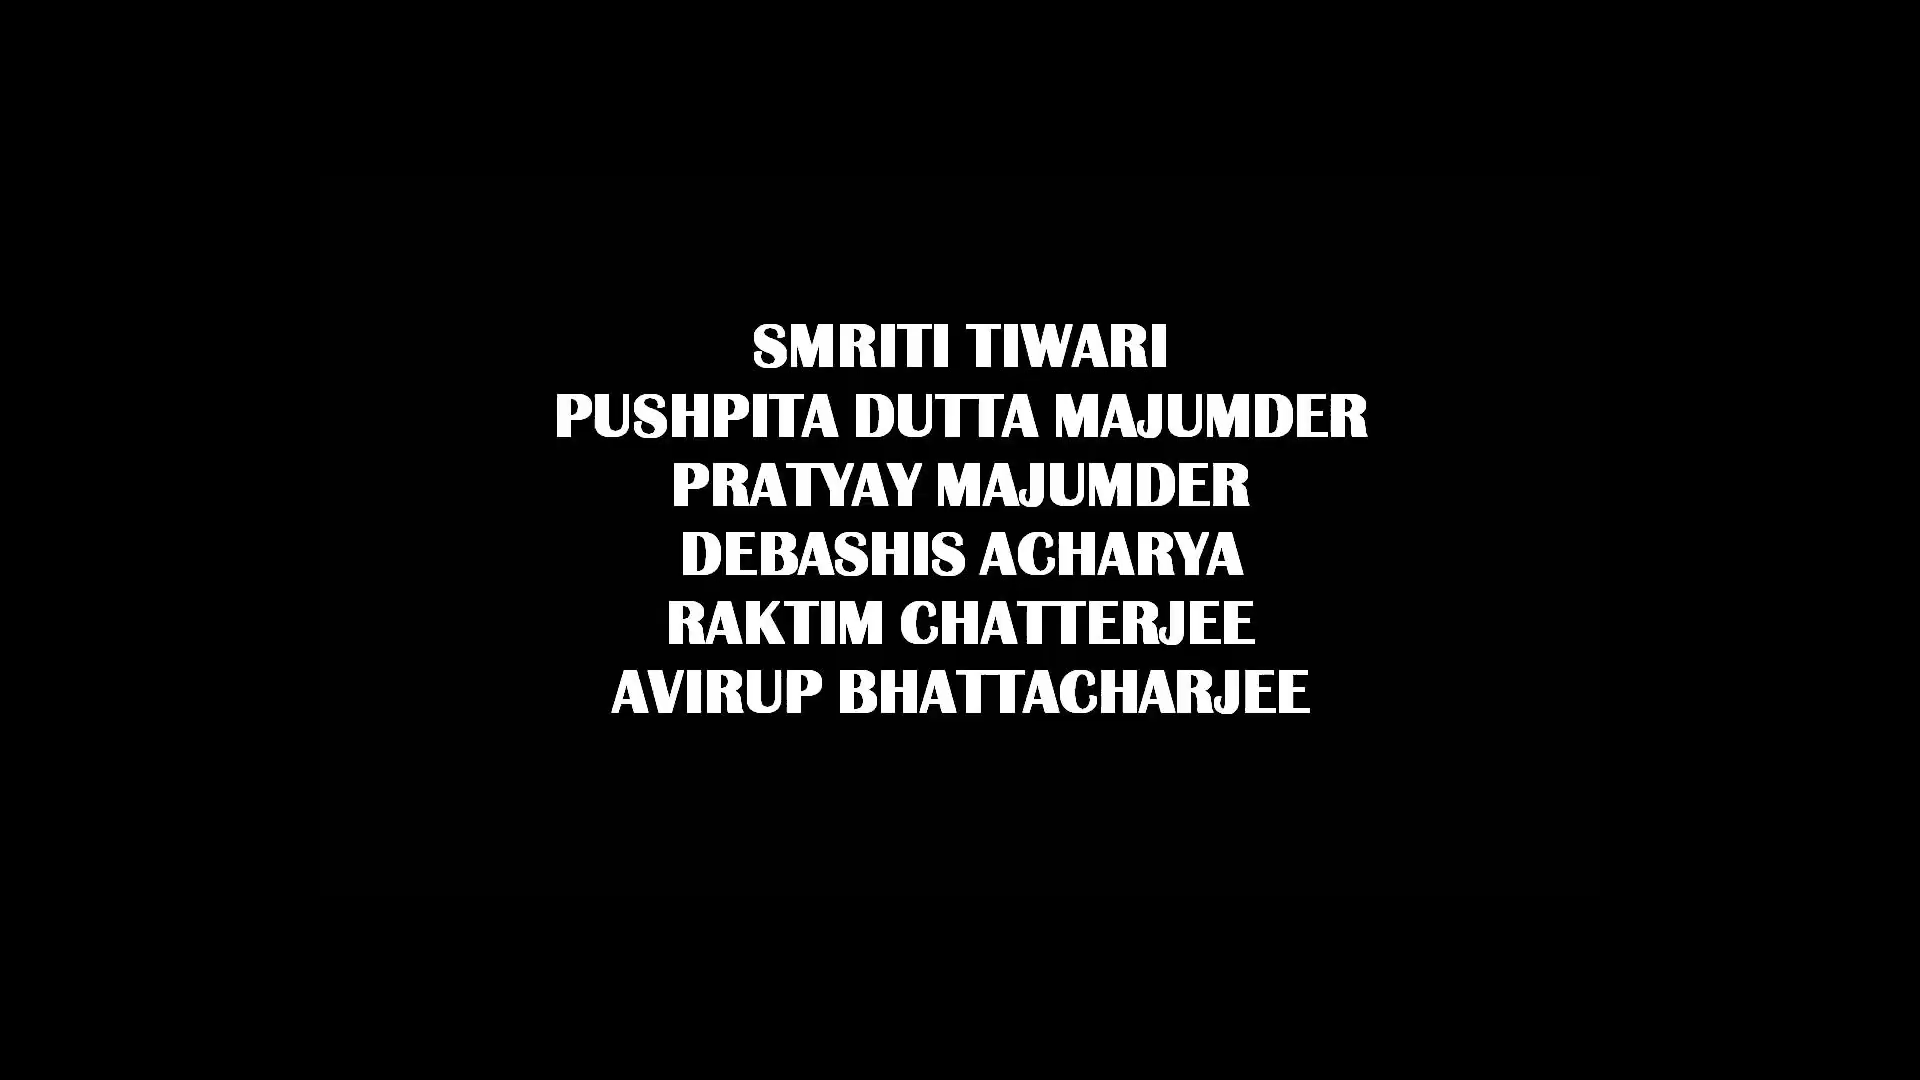 SMRITI TIWARI
PUSHPITA DUTTA MAJUMDER
PRATYAY MAJUMDER
DEBASHIS ACHARYA
RAKTIM CHATTERJEE
AVIRUP BHATTACHARJEE